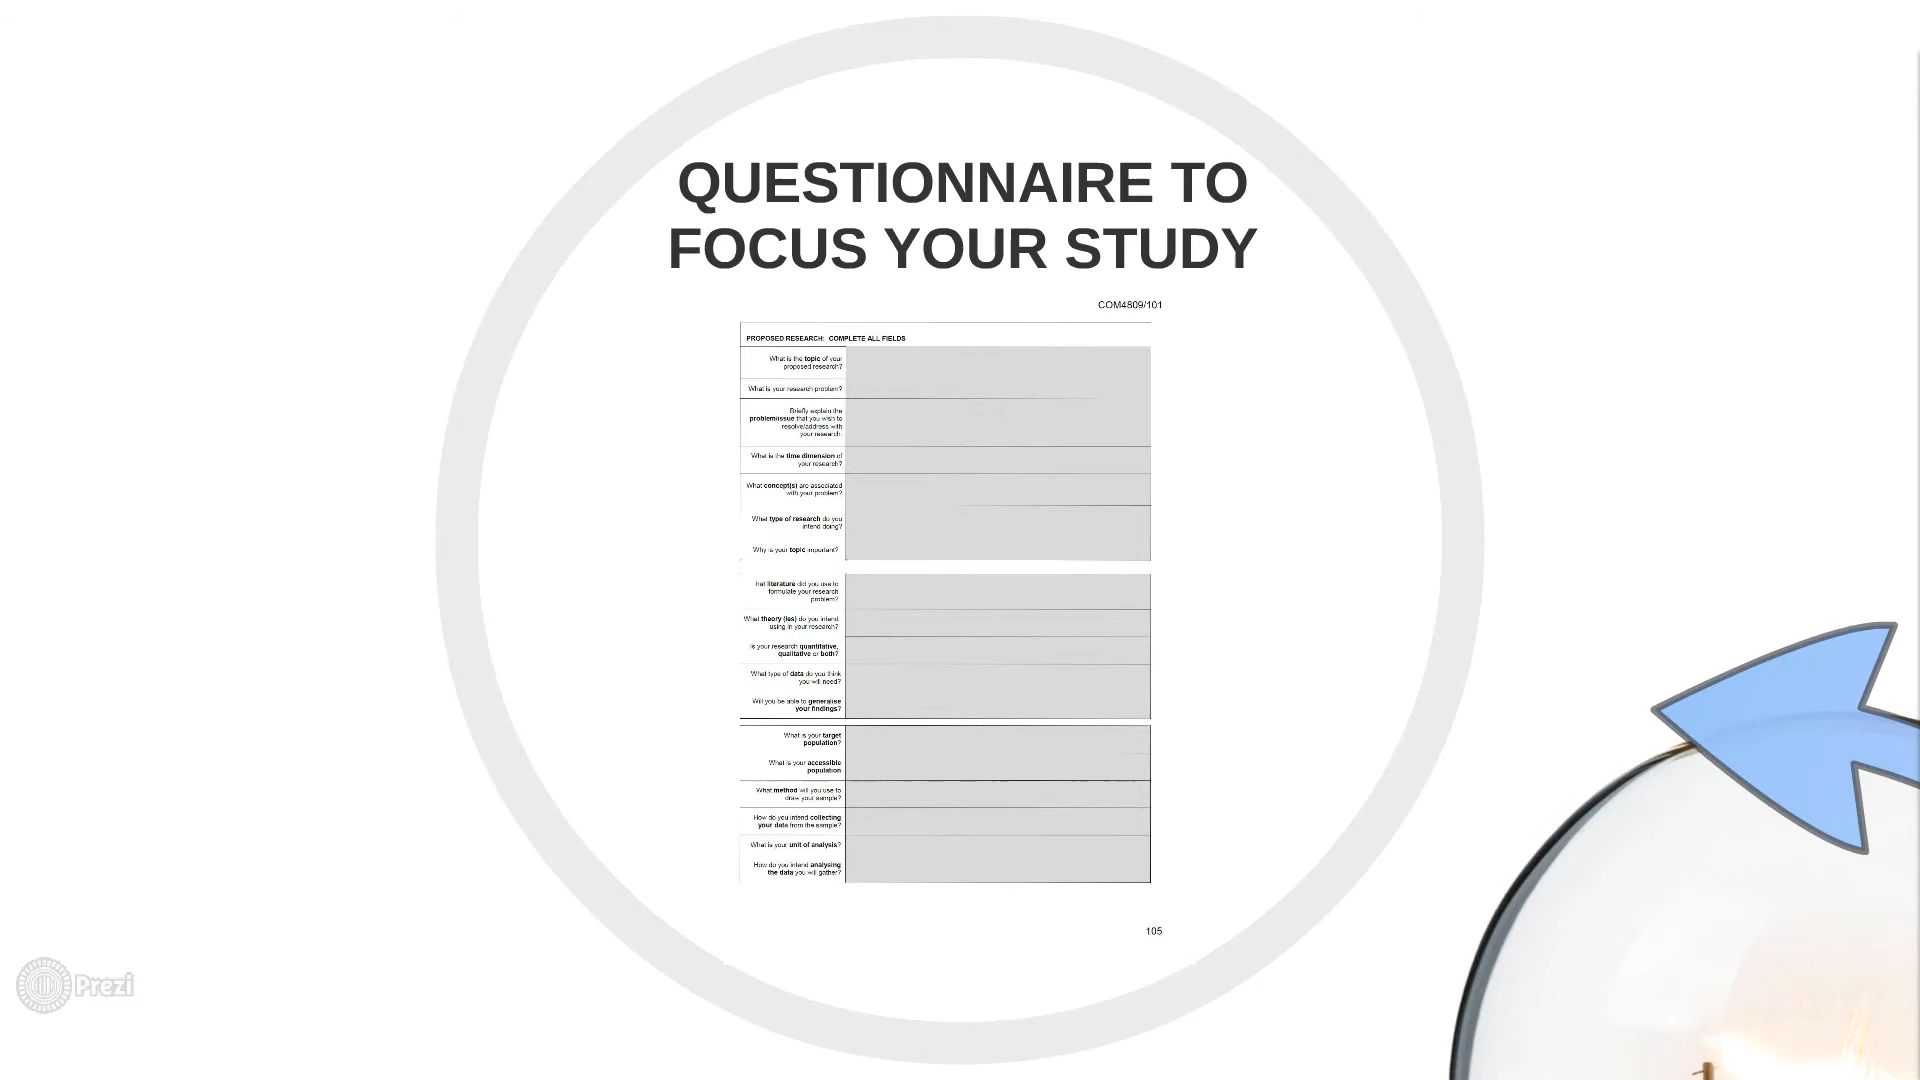 QUESTIONNAIRE TO
FOCUS YOUR STUDY
COM4809/101
PROPOSED RESEARCH: COMPLETE ALL FIELDS
What is the topic of your
proposed research?
What is your research problem?
Briefly explain the
problem/issue that you wish to
resolve/address with
your research.
What is the time dimension of
your research?
What concept(s) are associated
with your problem?
What type of research do you
intend doing?
Why is your topic important?
hat literature did you use to
formulate your research
problem?
What theory (ies) do you intend
using in your research?
Is your research quantitative,
qualitative or both?
What type of data do you think
you will need?
Will you be able to generalise
your findings?
What is your target
population?
What is your accessible
population
What method will you use to
draw your sample?
How do you intend collecting
your data from the sample?
What is your unit of analysis?
How do you intend analysing
the data you will gather?
105
Prezi